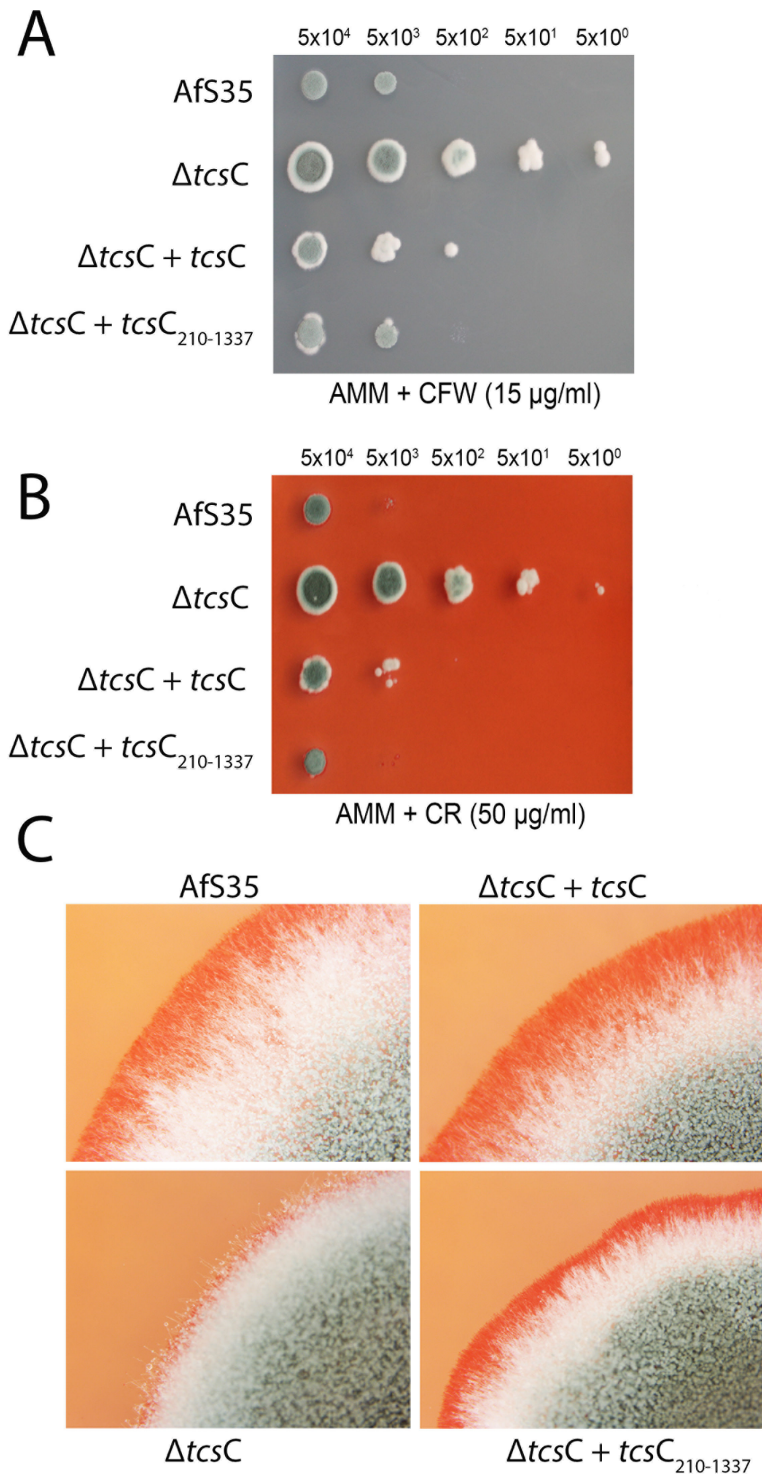 A
5x10⁴ 5x10³ 5x10² 5x10¹ 5x10⁰
AfS35
ΔtcsC
ΔtcsC + tcsC
ΔtcsC + tcsC₂₁₀₋₁₃₃₇
AMM + CFW (15 µg/ml)
B
5x10⁴ 5x10³ 5x10² 5x10¹ 5x10⁰
AfS35
ΔtcsC
ΔtcsC + tcsC
ΔtcsC + tcsC₂₁₀₋₁₃₃₇
AMM + CR (50 µg/ml)
C
AfS35 ΔtcsC + tcsC
ΔtcsC ΔtcsC + tcsC₂₁₀₋₁₃₃₇